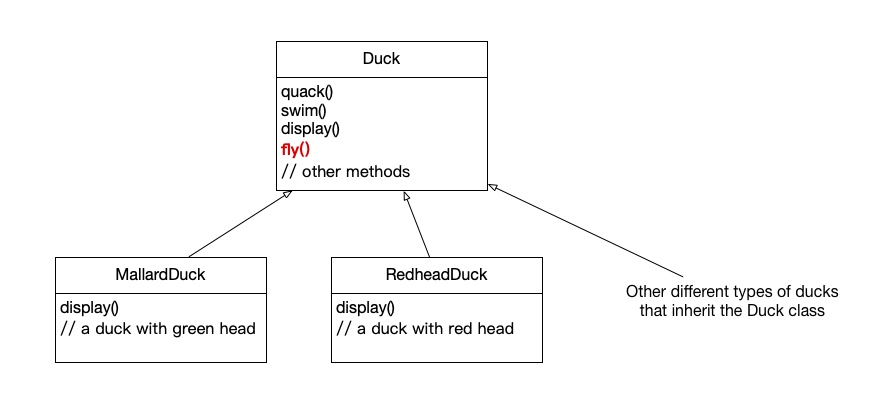 Duck
quack()
swim()
display()
fly()
// other methods
MallardDuck
display()
// a duck with green head
RedheadDuck
display()
// a duck with red head
Other different types of ducks
that inherit the Duck class